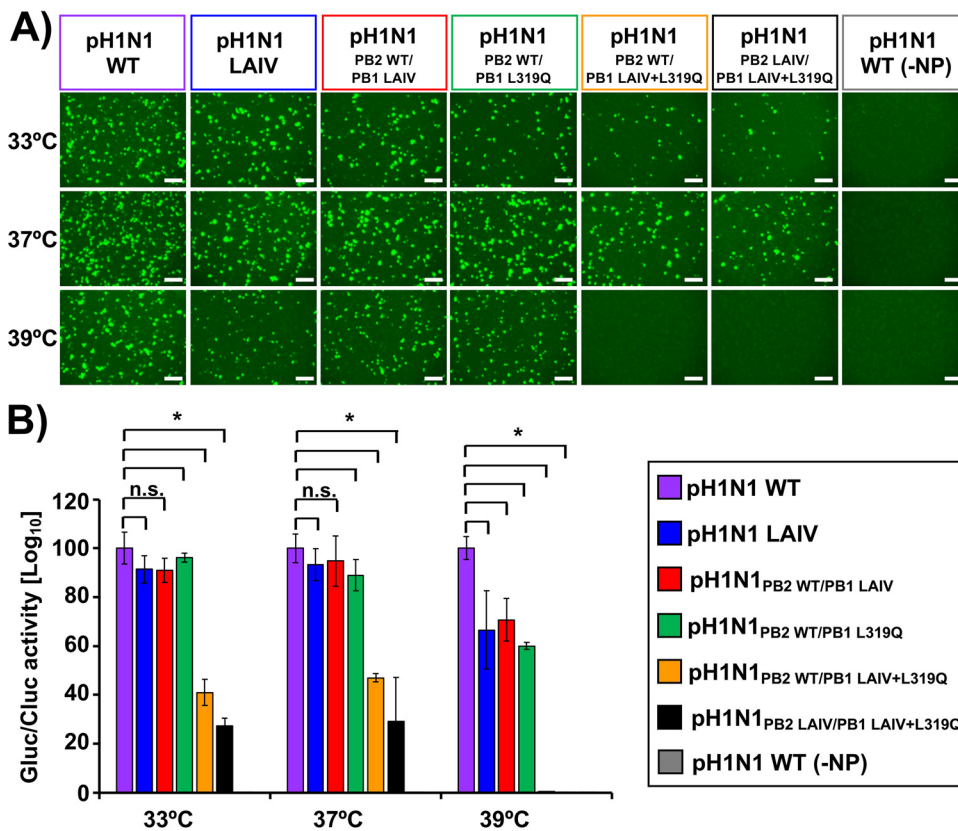 A)
pH1N1
WT
pH1N1
LAIV
pH1N1
PB2 WT/
PB1 LAIV
pH1N1
PB2 WT/
PB1 L319Q
pH1N1
PB2 WT/
PB1 LAIV+L319Q
pH1N1
PB2 LAIV/
PB1 LAIV+L319Q
pH1N1
WT (-NP)
33ºC
37ºC
39ºC
B)
Gluc/Cluc activity [Log10]
120
100
80
60
40
20
0
*
n.s.
*
n.s.
*
33ºC
37ºC
39ºC
pH1N1 WT
pH1N1 LAIV
pH1N1PB2 WT/PB1 LAIV
pH1N1PB2 WT/PB1 L319Q
pH1N1PB2 WT/PB1 LAIV+L319Q
pH1N1PB2 LAIV/PB1 LAIV+L319Q
pH1N1 WT (-NP)